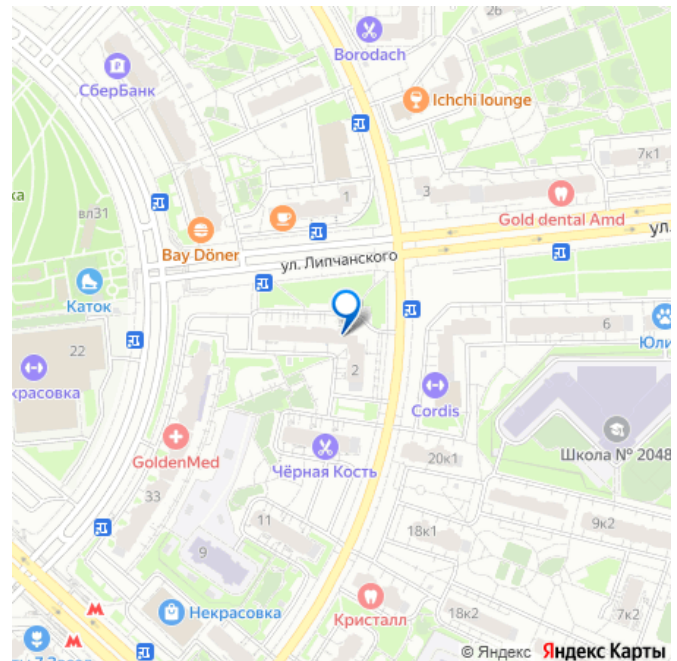 26
Borodach
СберБанк
Ichchi lounge
7к1
1
3
вл31
Gold dental Amd
ул.
Bay Döner
ул. Липчанского
Каток
6
Юли
22
2
красовка
Cordis
Школа № 2048
GoldenMed
Чёрная Кость
20к1
33
11
9к2
18к1
9
Некрасовка
Кристалл
18к2
7к2
© Яндекс Яндекс Карты